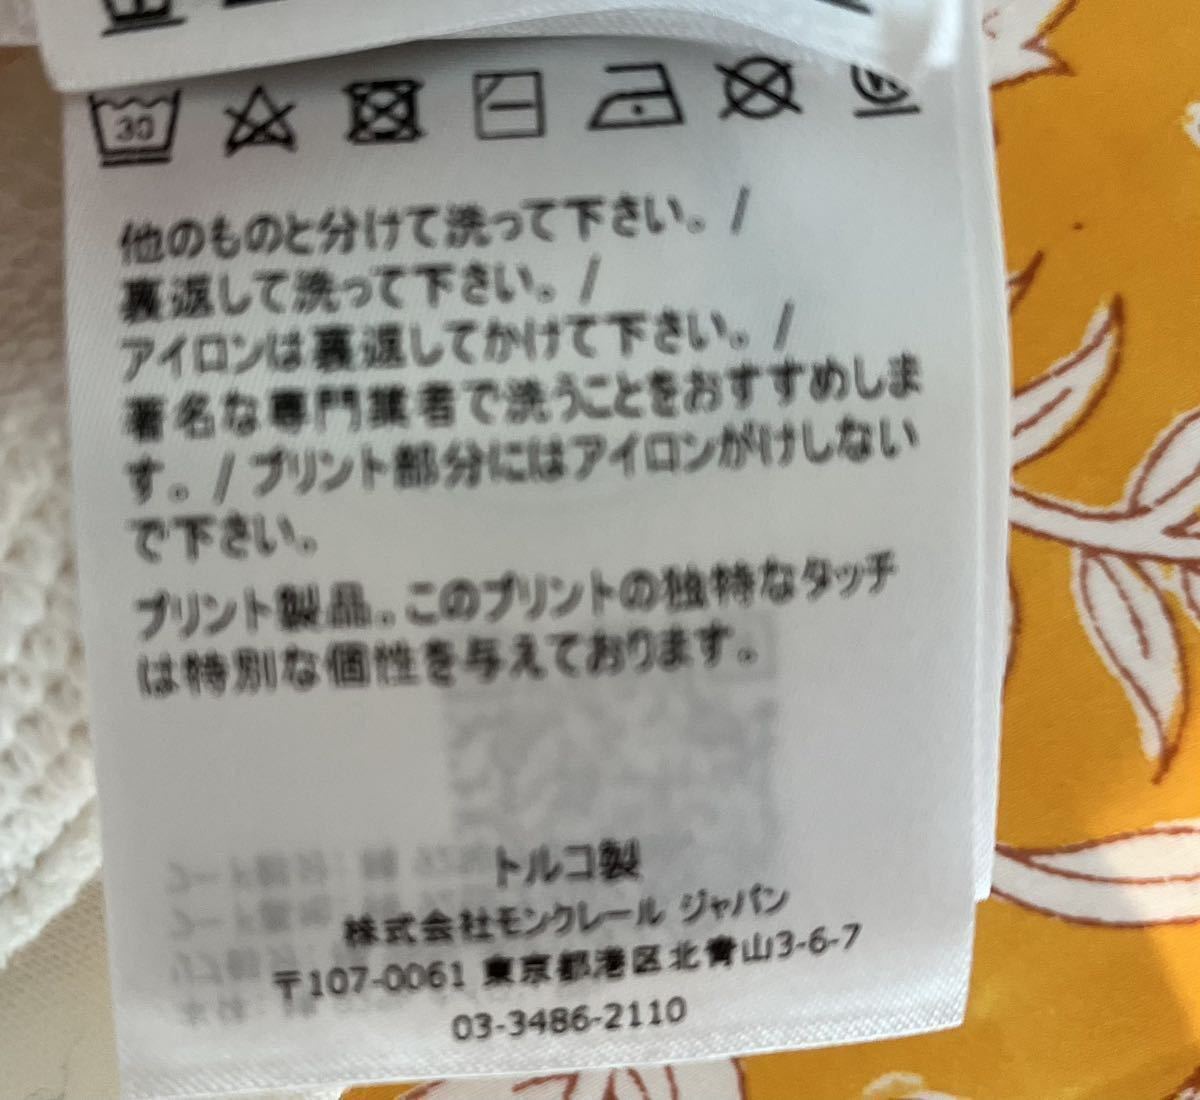 30
他のものと分けて洗って下さい。/
裏返して洗って下さい。/
アイロンは裏返してかけて下さい。/
著名な専門業者で洗うことをおすすめしま
す。/プリント部分にはアイロンがけしない
で下さい。
プリント製品。このプリントの独特なタッチ
は特別な個性を与えております。
トルコ製
株式会社モンクレール ジャパン
〒107-0061 東京都港区北青山3-6-7
03-3486-2110